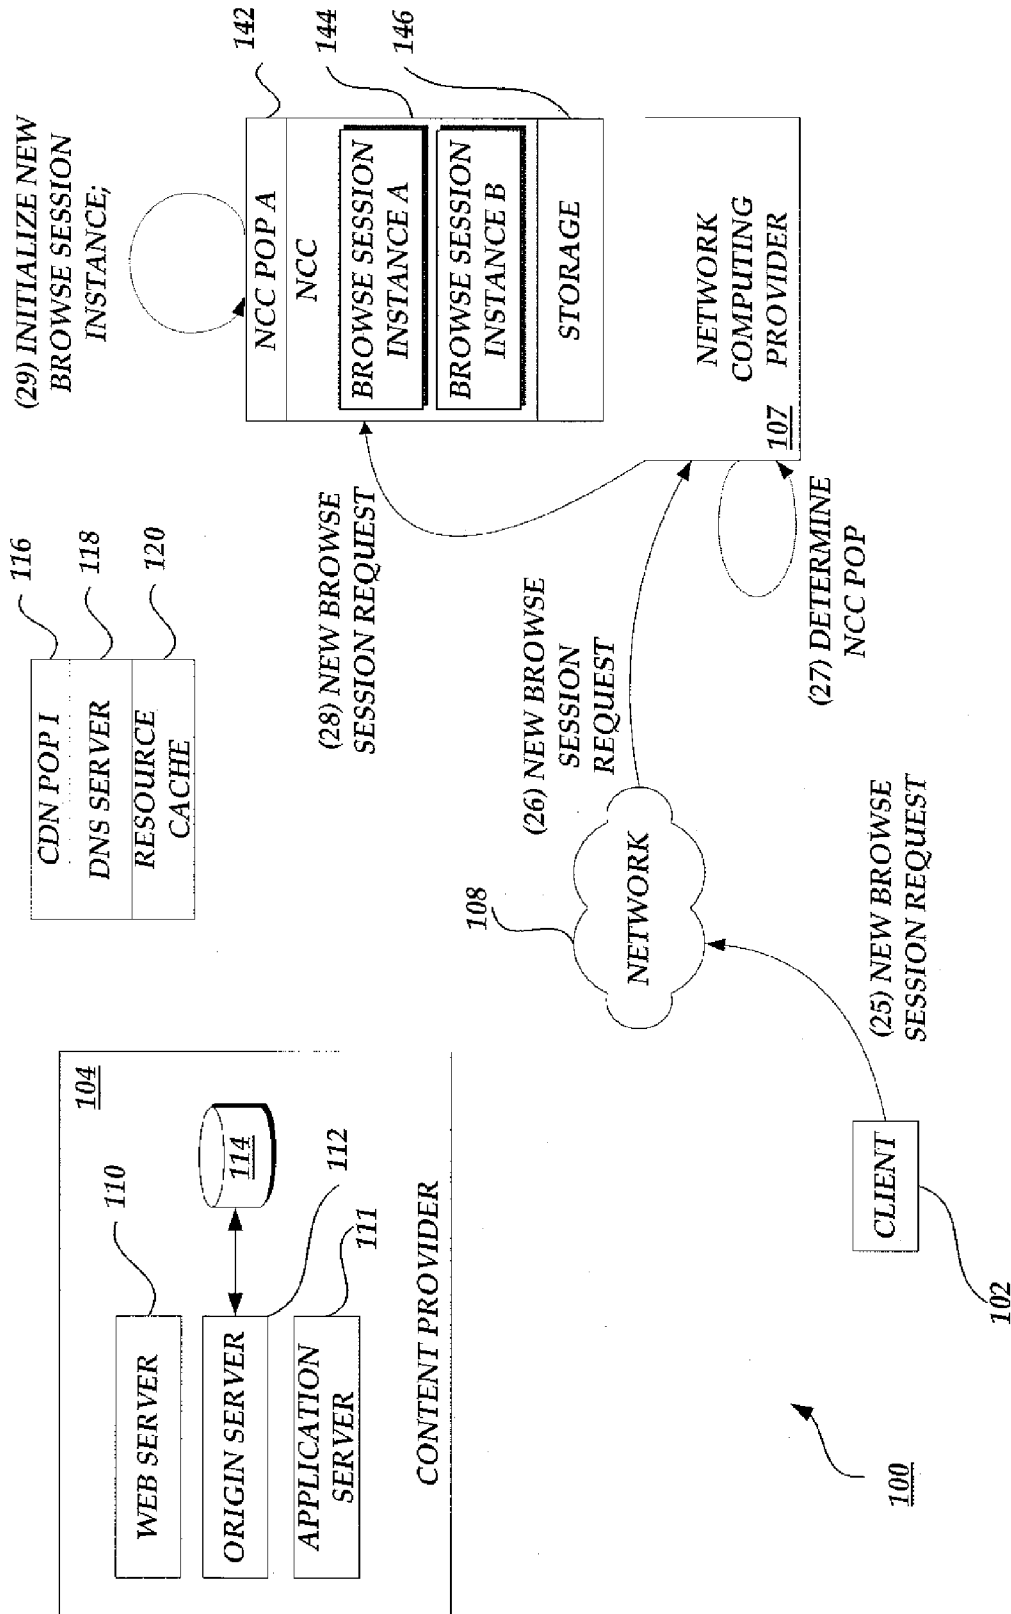 104
110
WEB SERVER
ORIGIN SERVER
114
112
111
APPLICATION
SERVER
CONTENT PROVIDER
CDN POP I
DNS SERVER
RESOURCE
CACHE
116
118
120
(29) INITIALIZE NEW
BROWSE SESSION
INSTANCE;
142
144
146
NCC POP A
NCC
BROWSE SESSION
INSTANCE A
BROWSE SESSION
INSTANCE B
STORAGE
(28) NEW BROWSE
SESSION REQUEST
NETWORK
COMPUTING
PROVIDER
107
(26) NEW BROWSE
SESSION
REQUEST
(27) DETERMINE
NCC POP
108
NETWORK
(25) NEW BROWSE
SESSION REQUEST
CLIENT
102
100